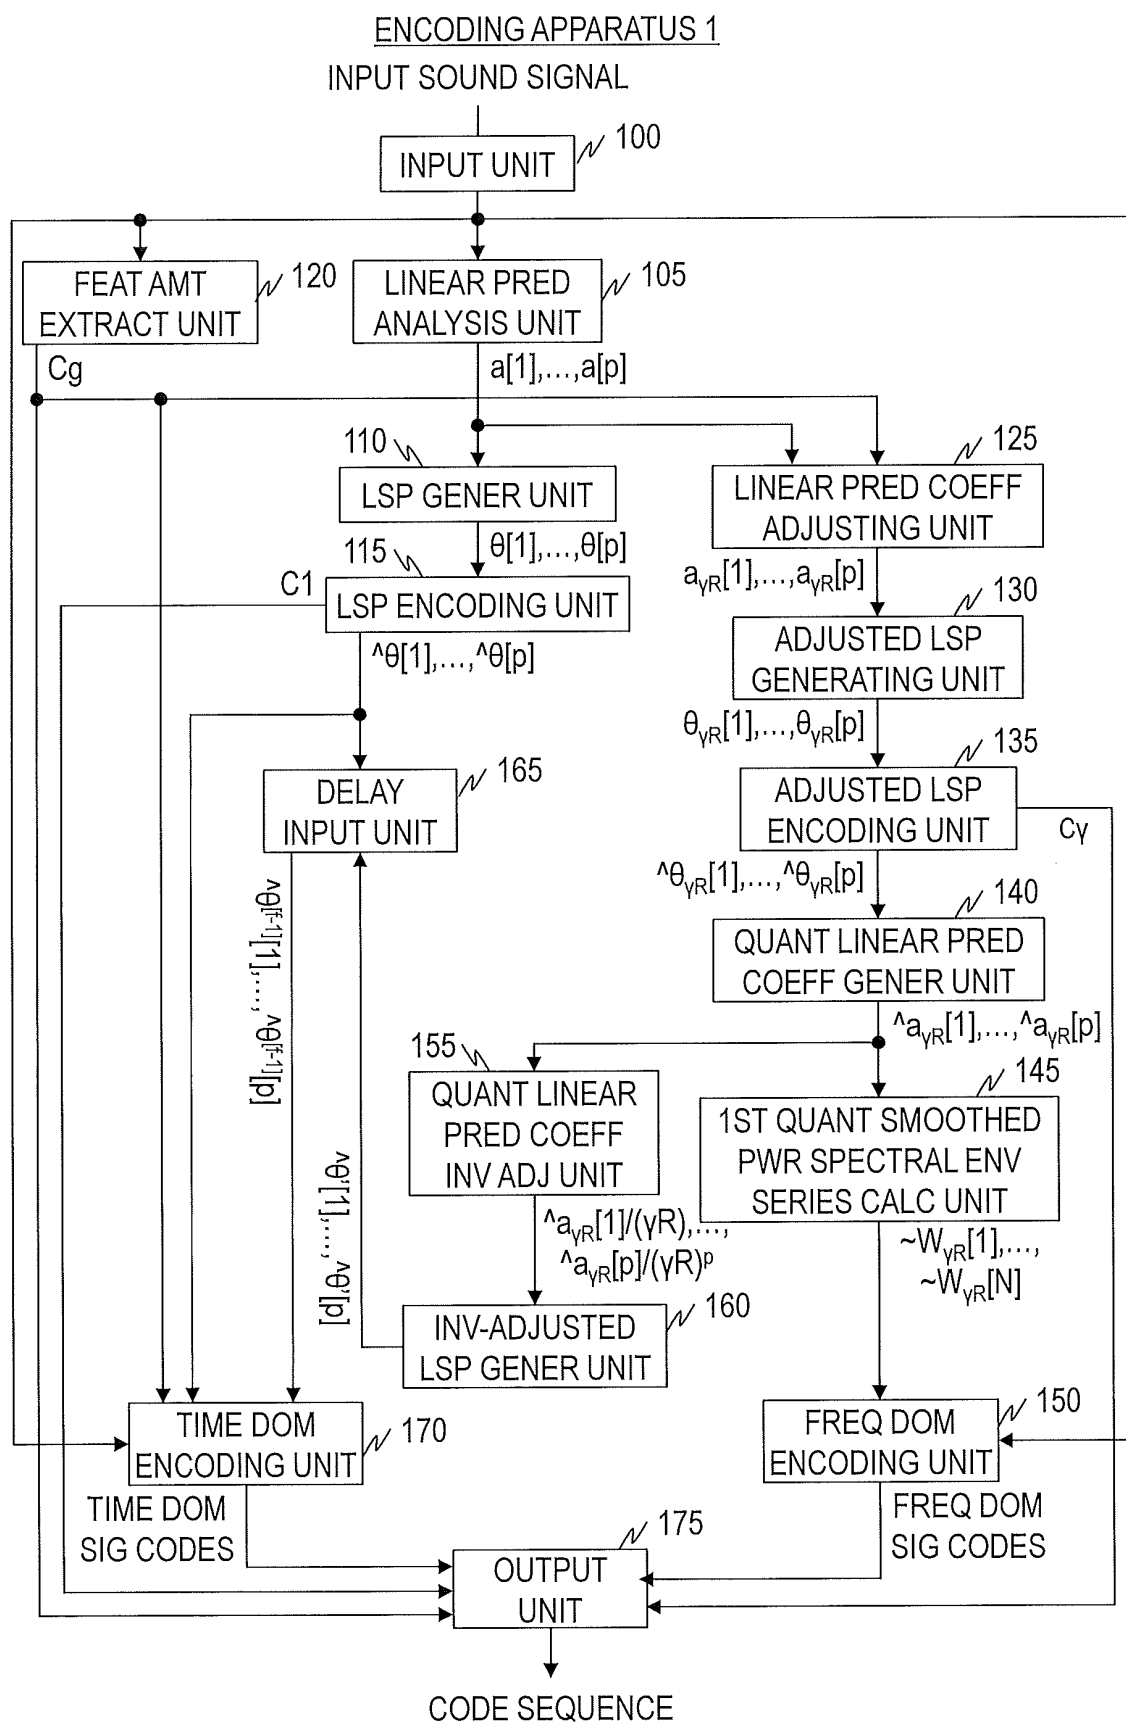 ENCODING APPARATUS 1
INPUT SOUND SIGNAL
INPUT UNIT
100
FEAT AMT
EXTRACT UNIT
120
LINEAR PRED
ANALYSIS UNIT
105
Cg
a[1],...,a[p]
110
LSP GENER UNIT
125
LINEAR PRED COEFF
ADJUSTING UNIT
θ[1],...,θ[p]
115
C1
LSP ENCODING UNIT
aγR[1],...,aγR[p]
130
ADJUSTED LSP
GENERATING UNIT
^θ[1],...,^θ[p]
θγR[1],...,θγR[p]
135
DELAY
INPUT UNIT
165
ADJUSTED LSP
ENCODING UNIT
Cγ
^θγR[1],...,^θγR[p]
140
QUANT LINEAR PRED
COEFF GENER UNIT
^θ[f-1][1],..., ^θ[f-1][p]
^aγR[1],...,^aγR[p]
155
QUANT LINEAR
PRED COEFF
INV ADJ UNIT
145
1ST QUANT SMOOTHED
PWR SPECTRAL ENV
SERIES CALC UNIT
^θ'[1],...,^θ'[p]
^aγR[1]/(γR),...,
^aγR[p]/(γR)p
~WγR[1],...,
~WγR[N]
INV-ADJUSTED
LSP GENER UNIT
160
TIME DOM
ENCODING UNIT
170
FREQ DOM
ENCODING UNIT
150
TIME DOM
SIG CODES
FREQ DOM
SIG CODES
175
OUTPUT
UNIT
CODE SEQUENCE